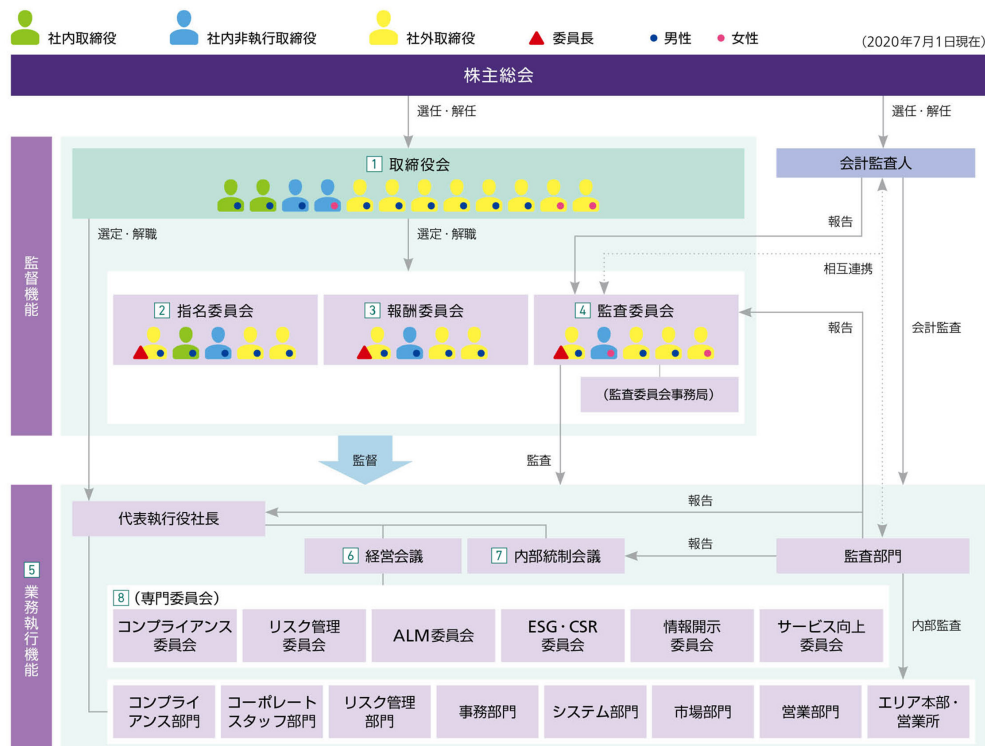 社内取締役
社内非執行取締役
社外取締役
委員長
男性
女性
(2020年7月1日現在)
株主総会
選任・解任
選任・解任
監督機能
1 取締役会
会計監査人
選定・解職
選定・解職
報告
相互連携
2 指名委員会
3 報酬委員会
4 監査委員会
報告
会計監査
(監査委員会事務局)
監督
監査
5 業務執行機能
代表執行役社長
報告
6 経営会議
7 内部統制会議
報告
監査部門
8 (専門委員会)
コンプライアンス
委員会
リスク管理
委員会
ALM委員会
ESG・CSR
委員会
情報開示
委員会
サービス向上
委員会
内部監査
コンプライ
アンス部門
コーポレート
スタッフ部門
リスク管理
部門
事務部門
システム部門
市場部門
営業部門
エリア本部・
営業所